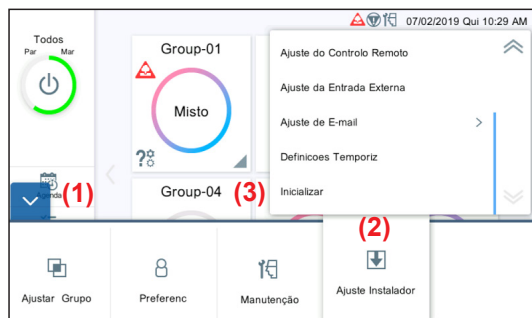 Todos
Par Mar
07/02/2019 Qui 10:29 AM
Group-01
Misto
Ajuste do Controlo Remoto
Ajuste da Entrada Externa
Ajuste de E-mail
Definicoes Temporiz
Inicializar
(1)
Group-04
(3)
(2)
Ajustar Grupo
Preferenc
Manutenção
Ajuste Instalador